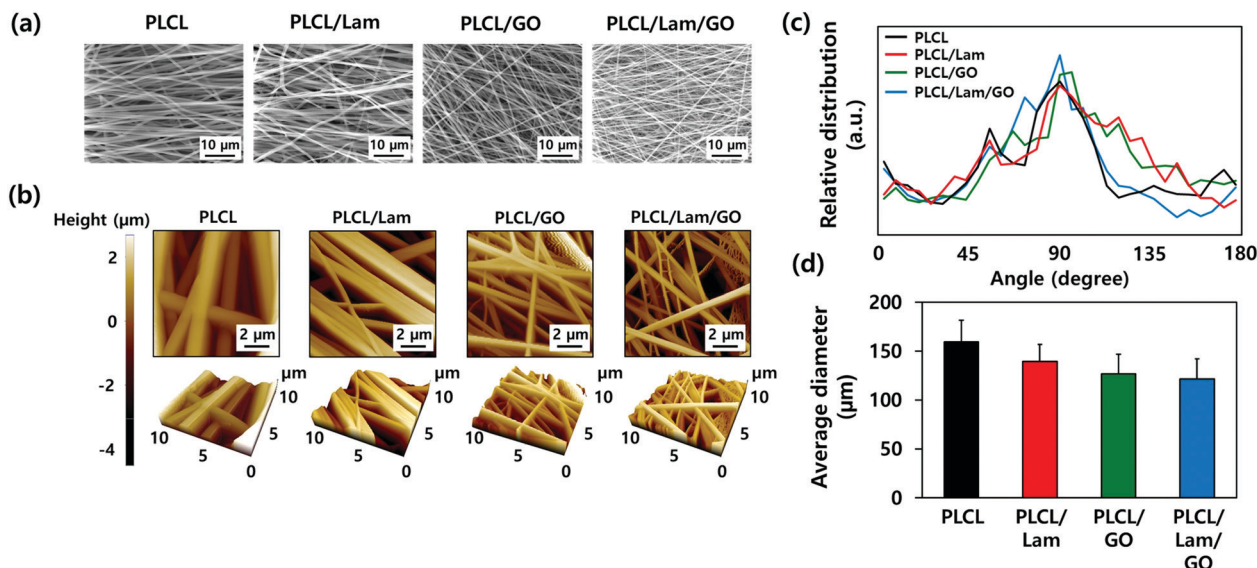 (a)
PLCL
PLCL/Lam
PLCL/GO
PLCL/Lam/GO
10 μm
10 μm
10 μm
10 μm
(b)
Height (μm)
2
0
-2
-4
PLCL
PLCL/Lam
PLCL/GO
PLCL/Lam/GO
2 μm
2 μm
2 μm
2 μm
μm
μm
μm
μm
10
10
10
10
5
5
5
5
10
10
10
10
5
5
5
5
0
0
0
0
(c)
PLCL
PLCL/Lam
PLCL/GO
PLCL/Lam/GO
Relative distribution
(a.u.)
0
45
90
135
180
Angle (degree)
(d)
Average diameter
(μm)
200
150
100
50
0
PLCL
PLCL/
Lam
PLCL/
GO
PLCL/
Lam/
GO